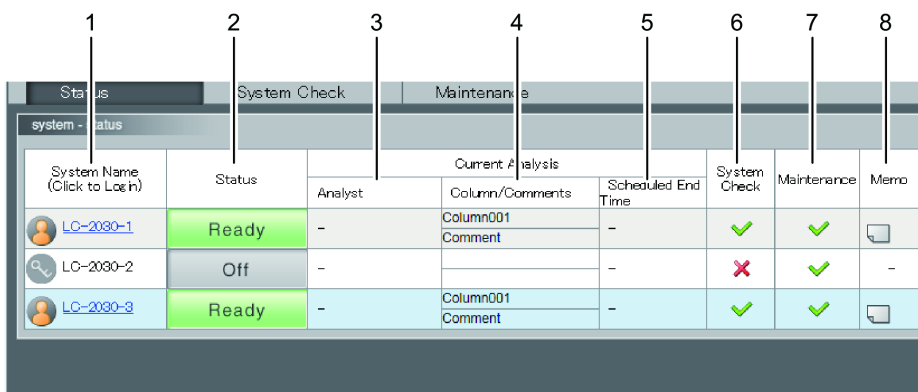 1 2 3 4 5 6 7 8
Status System Check Maintenance
system - status
System Name
(Click to Login)
Status
Current Analysis
Analyst
Column/Comments
Scheduled End
Time
System
Check
Maintenance
Memo
LC-2030-1
Ready
-
Column001
Comment
-
LC-2030-2
Off
-
-
-
LC-2030-3
Ready
-
Column001
Comment
-